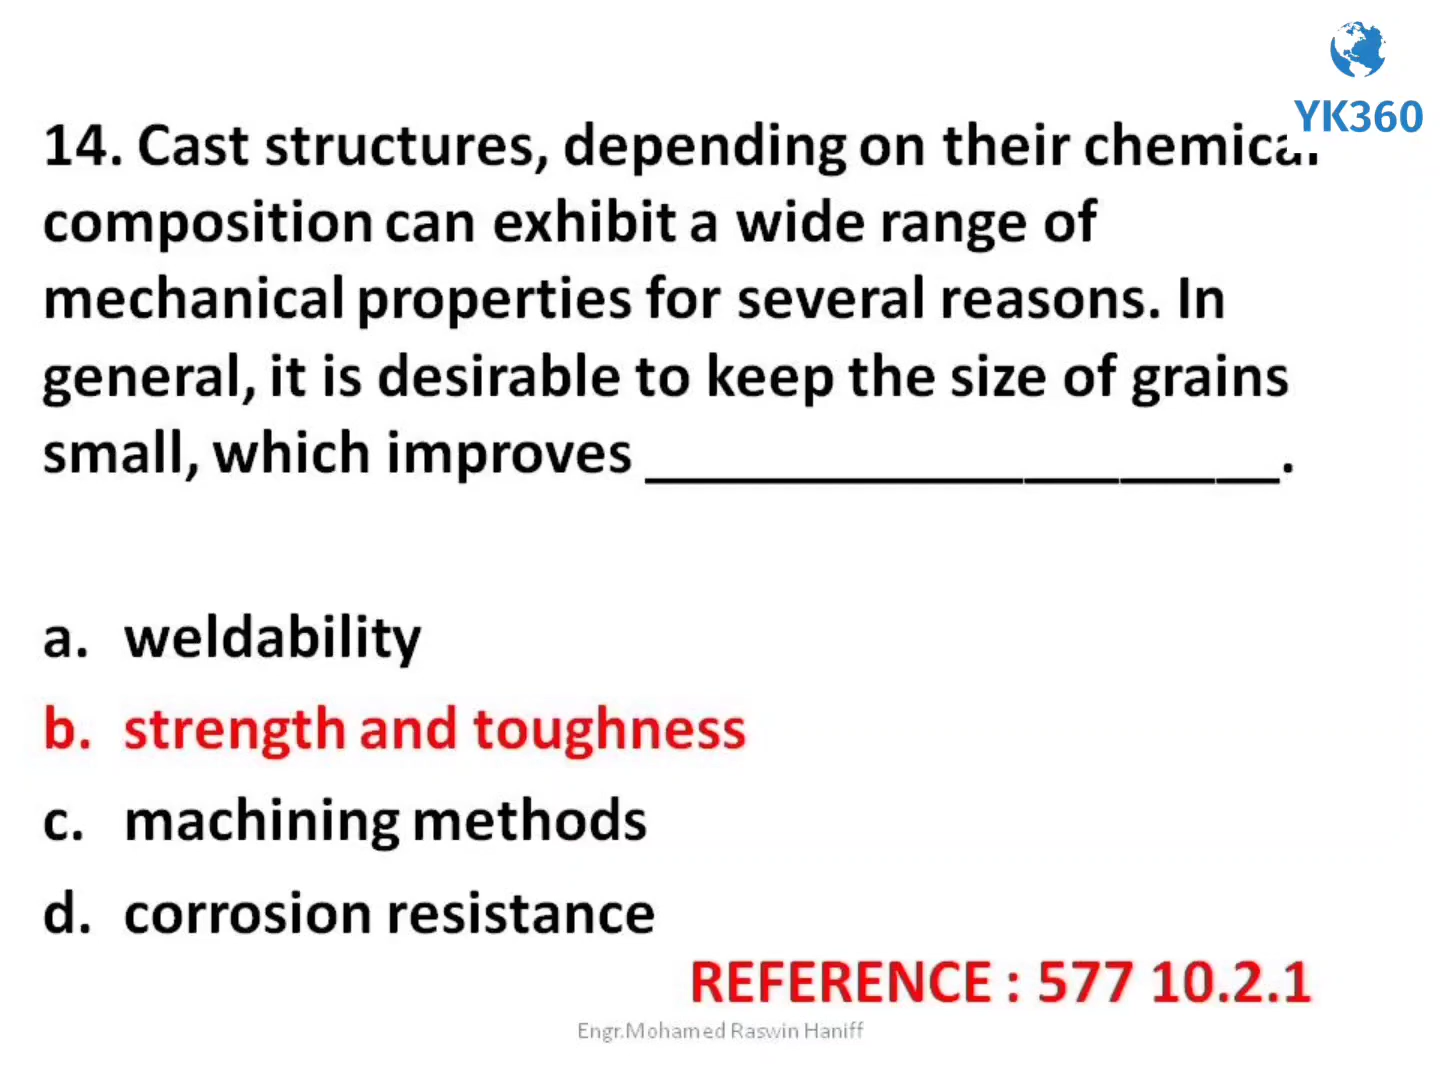 YK360
14. Cast structures, depending on their chemical
composition can exhibit a wide range of
mechanical properties for several reasons. In
general, it is desirable to keep the size of grains
small, which improves ____________________.
a. weldability
b. strength and toughness
c. machining methods
d. corrosion resistance
REFERENCE : 577 10.2.1
Engr.Mohamed Raswin Haniff